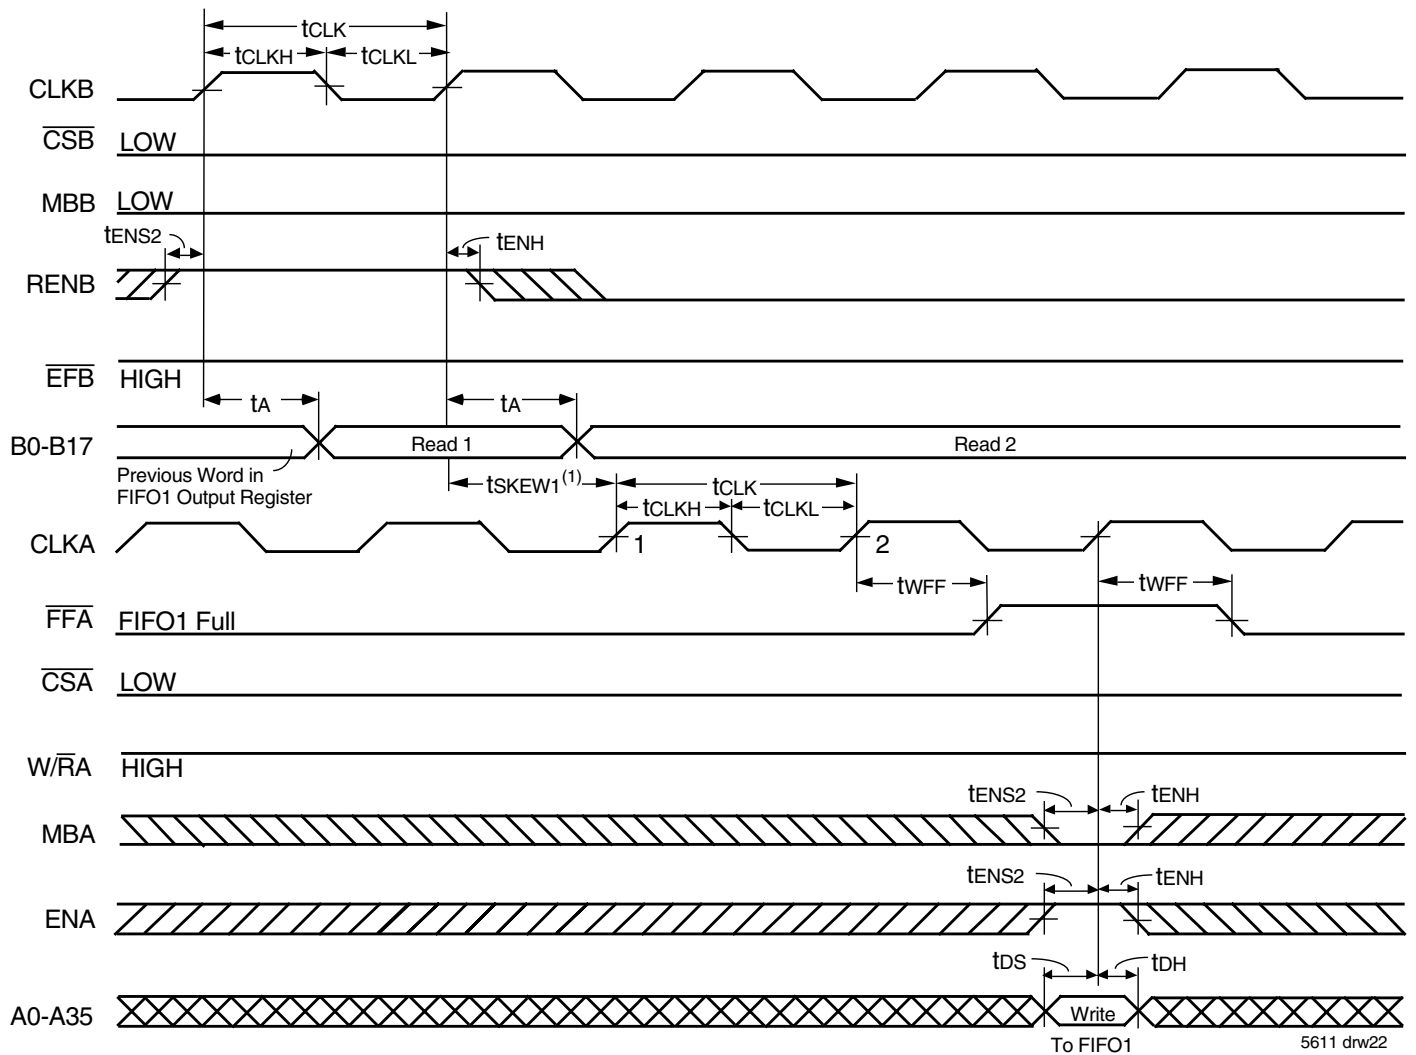 tCLK
tCLKH
tCLKL
CLKB
CSB LOW
MBB LOW
tENS2
tENH
RENB
EFB HIGH
tA
tA
B0-B17
Read 1
Read 2
Previous Word in
FIFO1 Output Register
tSKEW1(1)
tCLK
tCLKH
tCLKL
CLKA
1
2
tWFF
tWFF
FFA FIFO1 Full
CSA LOW
W/RA HIGH
tENS2
tENH
MBA
tENS2
tENH
ENA
tDS
tDH
A0-A35
Write
To FIFO1
5611 drw22